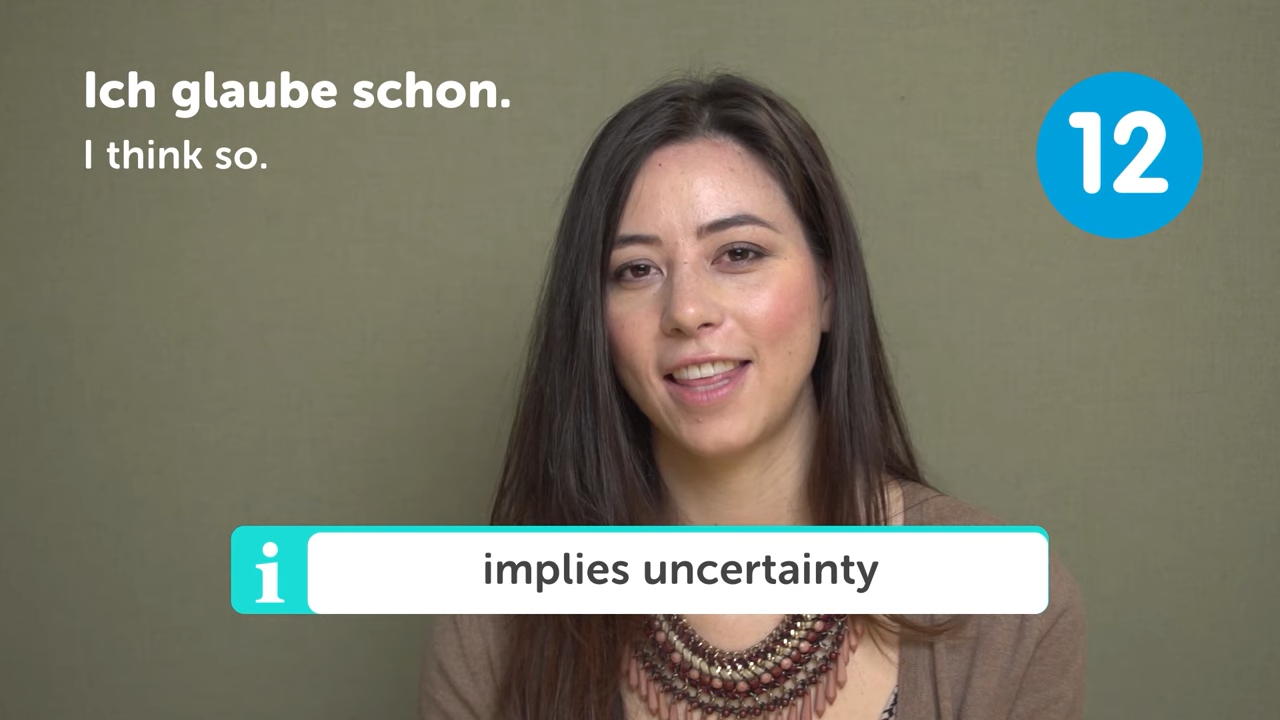 Ich glaube schon.
I think so.
12
i
implies uncertainty